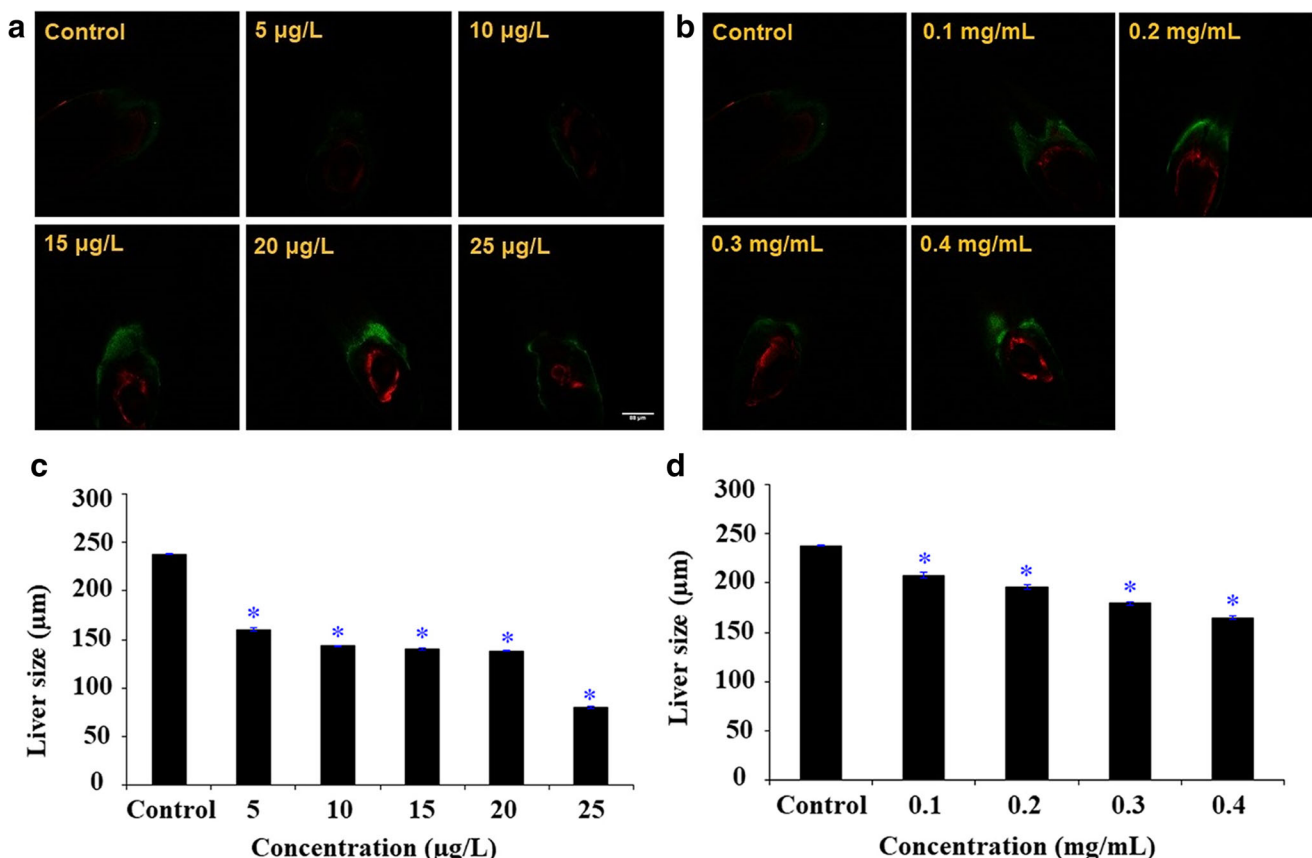 a
Control
5 µg/L
10 µg/L
15 µg/L
20 µg/L
25 µg/L
b
Control
0.1 mg/mL
0.2 mg/mL
0.3 mg/mL
0.4 mg/mL
c
Liver size (µm)
300
250
200
150
100
50
0
* * * * *
Control 5 10 15 20 25
Concentration (µg/L)
d
Liver size (µm)
300
250
200
150
100
50
0
* * * *
Control 0.1 0.2 0.3 0.4
Concentration (mg/mL)